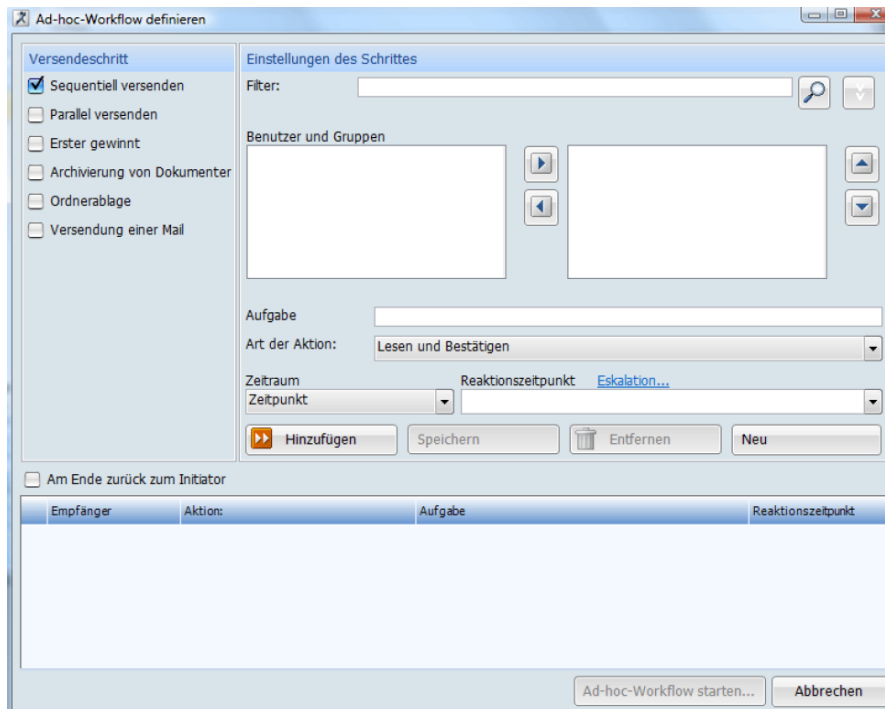 Ad-hoc-Workflow definieren
Versendeschritt
Sequentiell versenden
Parallel versenden
Erster gewinnt
Archivierung von Dokumenter
Ordnerablage
Versendung einer Mail
Einstellungen des Schrittes
Filter:
Benutzer und Gruppen
Aufgabe
Art der Aktion: Lesen und Bestätigen
Zeitraum Reaktionszeitpunkt Eskalation...
Zeitpunkt
Hinzufügen Speichern Entfernen Neu
Am Ende zurück zum Initiator
Empfänger Aktion: Aufgabe Reaktionszeitpunkt
Ad-hoc-Workflow starten... Abbrechen